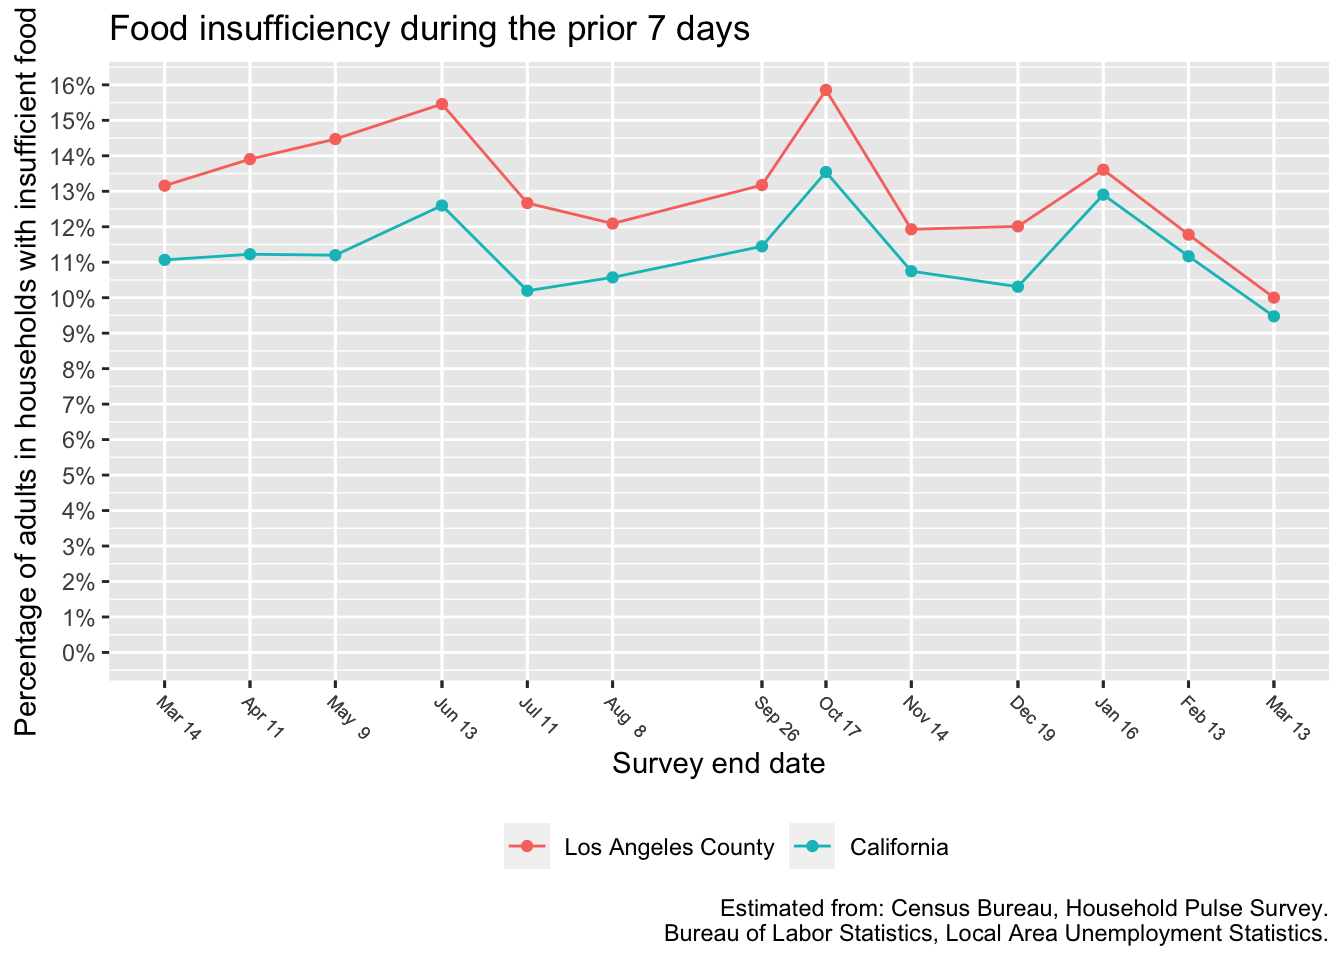 Food insufficiency during the prior 7 days
Percentage of adults in households with insufficient food
16%
15%
14%
13%
12%
11%
10%
9%
8%
7%
6%
5%
4%
3%
2%
1%
0%
Mar 14
Apr 11
May 9
Jun 13
Jul 11
Aug 8
Sep 26
Oct 17
Nov 14
Dec 19
Jan 16
Feb 13
Mar 13
Survey end date
Los Angeles County
California
Estimated from: Census Bureau, Household Pulse Survey.
Bureau of Labor Statistics, Local Area Unemployment Statistics.